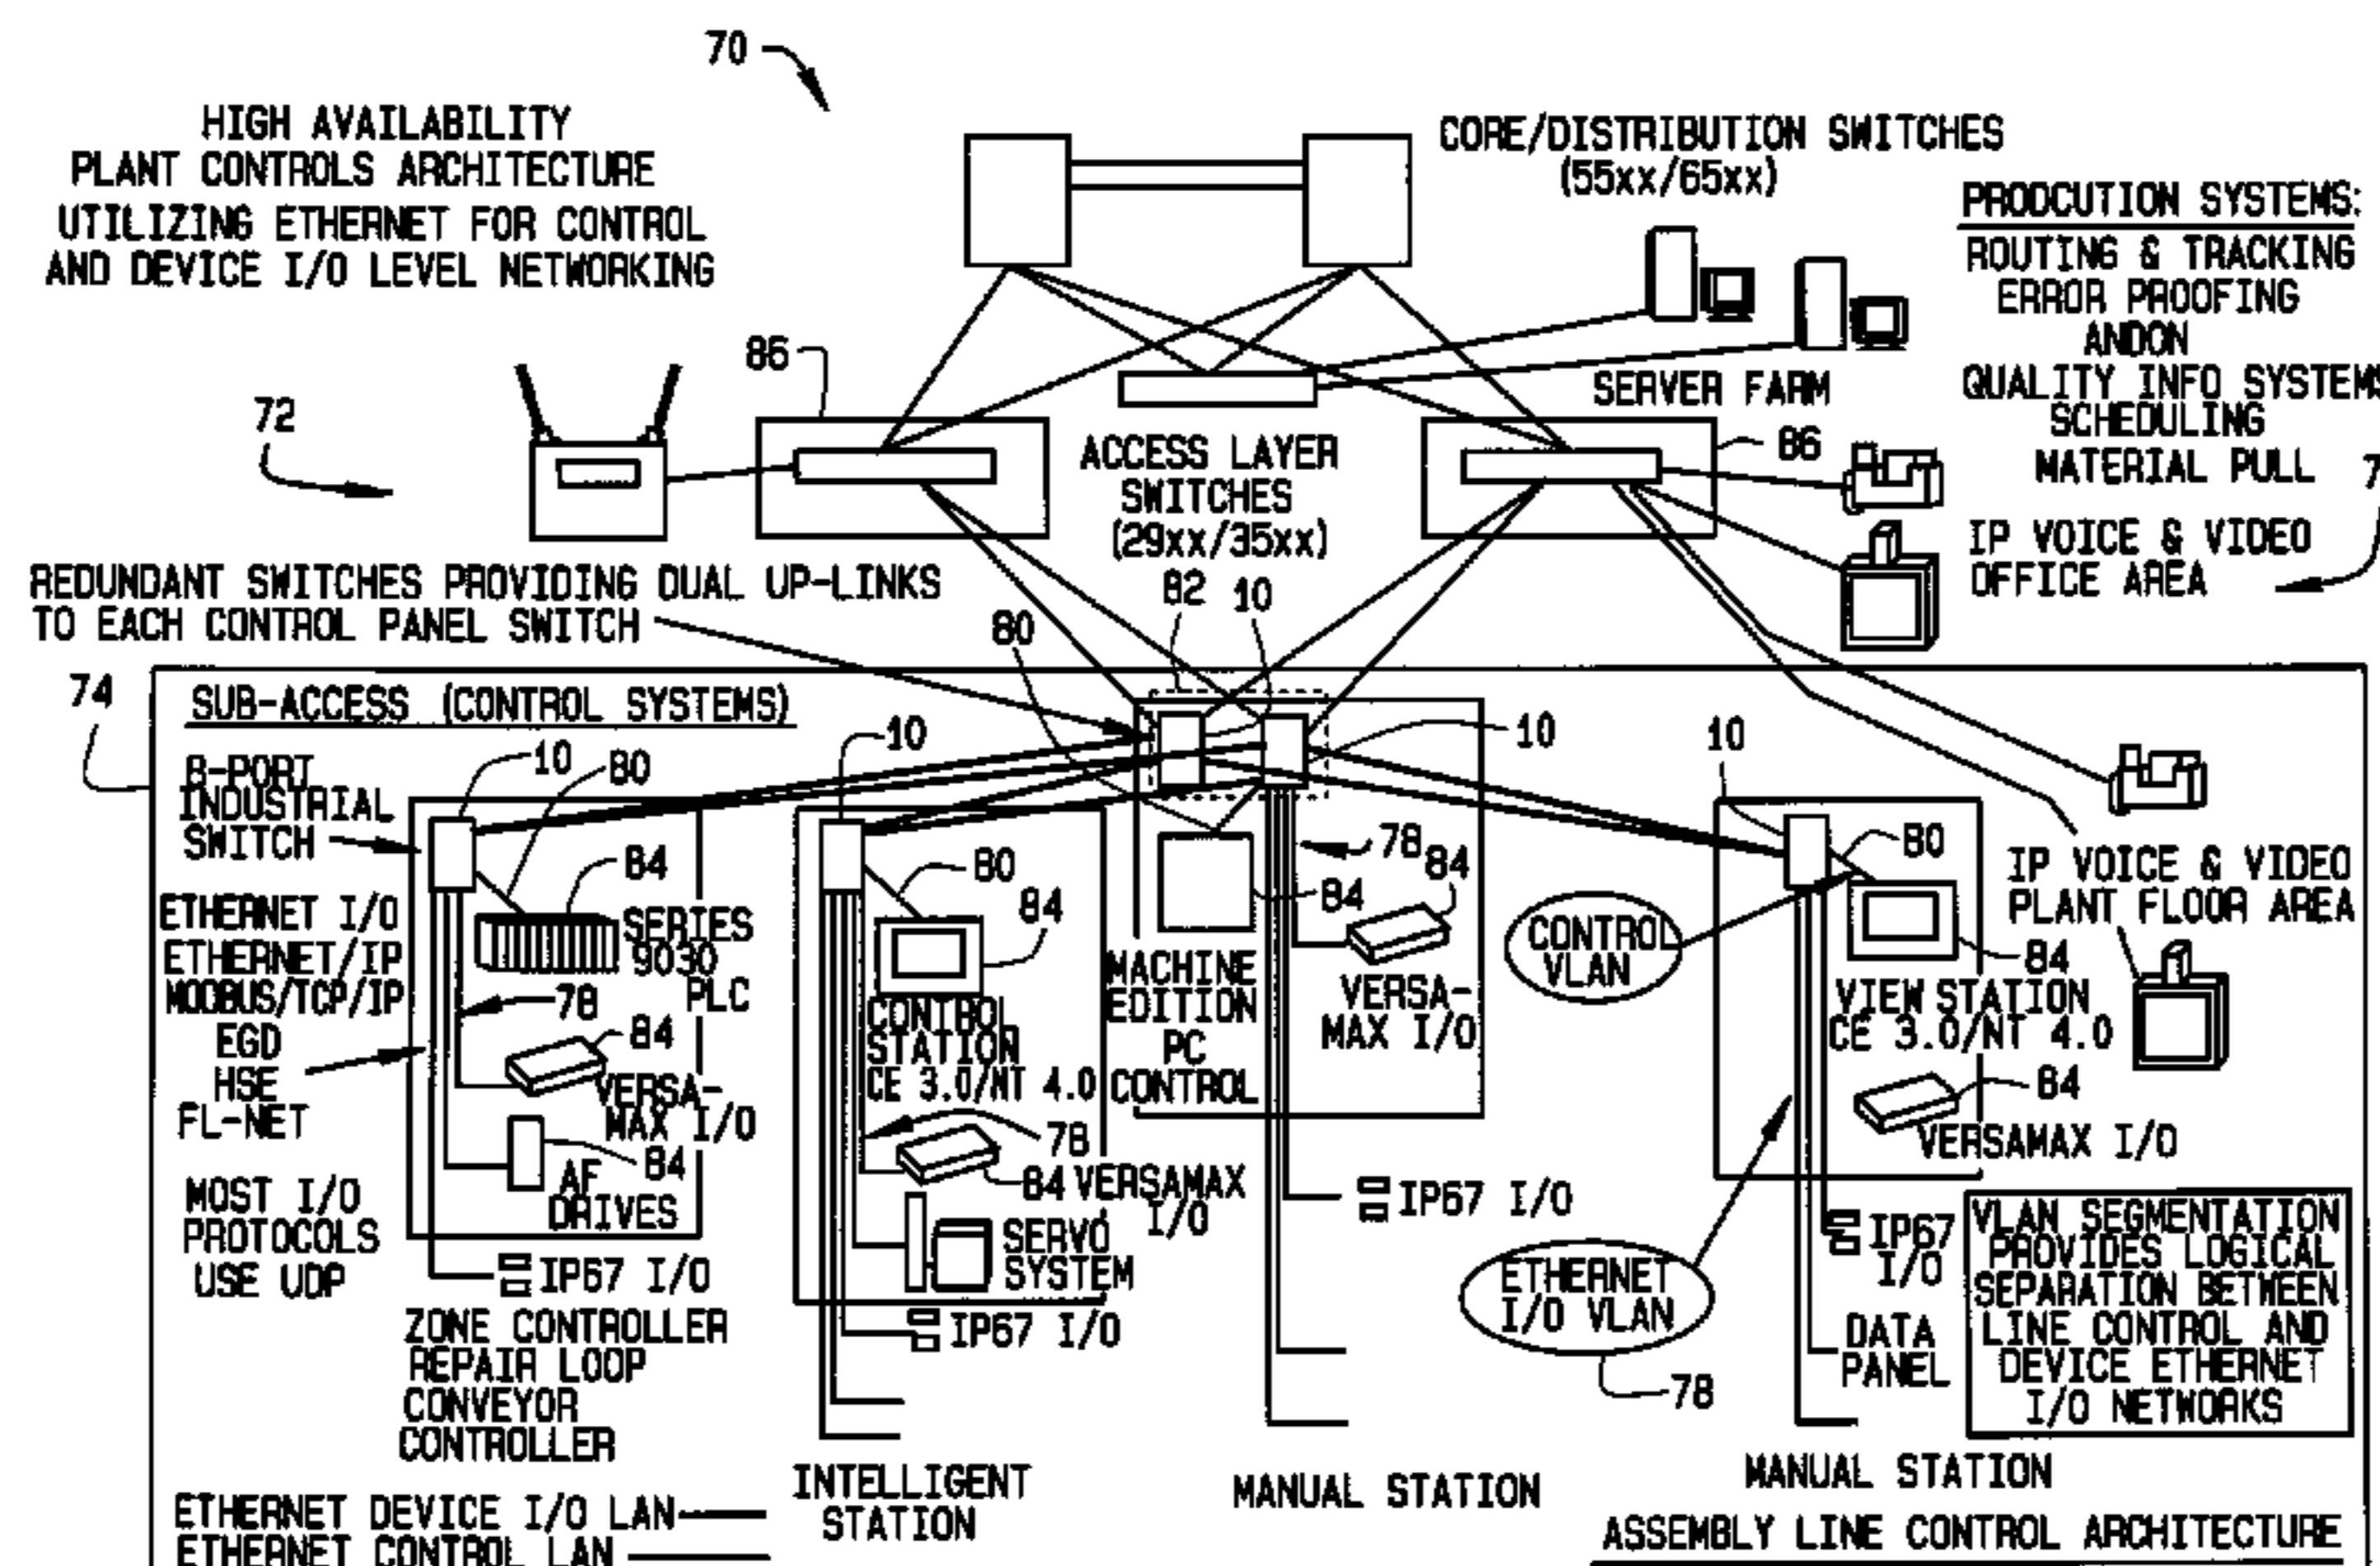 70
HIGH AVAILABILITY
PLANT CONTROLS ARCHITECTURE
UTILIZING ETHERNET FOR CONTROL
AND DEVICE I/O LEVEL NETWORKING
CORE/DISTRIBUTION SWITCHES
(55xx/65xx)
PRODCUTION SYSTEMS:
ROUTING & TRACKING
ERROR PROOFING
ANDON
QUALITY INFO SYSTEMS
SCHEDULING
MATERIAL PULL
SERVER FARM
86
72
ACCESS LAYER
SWITCHES
(29xx/35xx)
86
IP VOICE & VIDEO
OFFICE AREA
REDUNDANT SWITCHES PROVIDING DUAL UP-LINKS
TO EACH CONTROL PANEL SWITCH
82
10
80
74
SUB-ACCESS (CONTROL SYSTEMS)
8-PORT
INDUSTRIAL
SWITCH
10
80
10
10
10
84
80
84
78
84
84
80
SERIES
9030
PLC
ETHERNET I/O
ETHERNET/IP
MODBUS/TCP/IP
EGD
HSE
FL-NET
78
84
VERSA-
MAX I/O
84
AF
DRIVES
MOST I/O
PROTOCOLS
USE UDP
IP67 I/O
ZONE CONTROLLER
REPAIR LOOP
CONVEYOR
CONTROLLER
CONTROL
STATION
CE 3.0/NT 4.0
78
84
VERSAMAX
I/O
SERVO
SYSTEM
IP67 I/O
INTELLIGENT
STATION
MACHINE
EDITION
PC
CONTROL
VERSA-
MAX I/O
IP67 I/O
MANUAL STATION
CONTROL
VLAN
ETHERNET
I/O VLAN
78
84
VIEW STATION
CE 3.0/NT 4.0
84
VERSAMAX I/O
IP67
I/O
DATA
PANEL
MANUAL STATION
IP VOICE & VIDEO
PLANT FLOOR AREA
VLAN SEGMENTATION
PROVIDES LOGICAL
SEPARATION BETWEEN
LINE CONTROL AND
DEVICE ETHERNET
I/O NETWORKS
ETHERNET DEVICE I/O LAN
ETHERNET CONTROL LAN
ASSEMBLY LINE CONTROL ARCHITECTURE